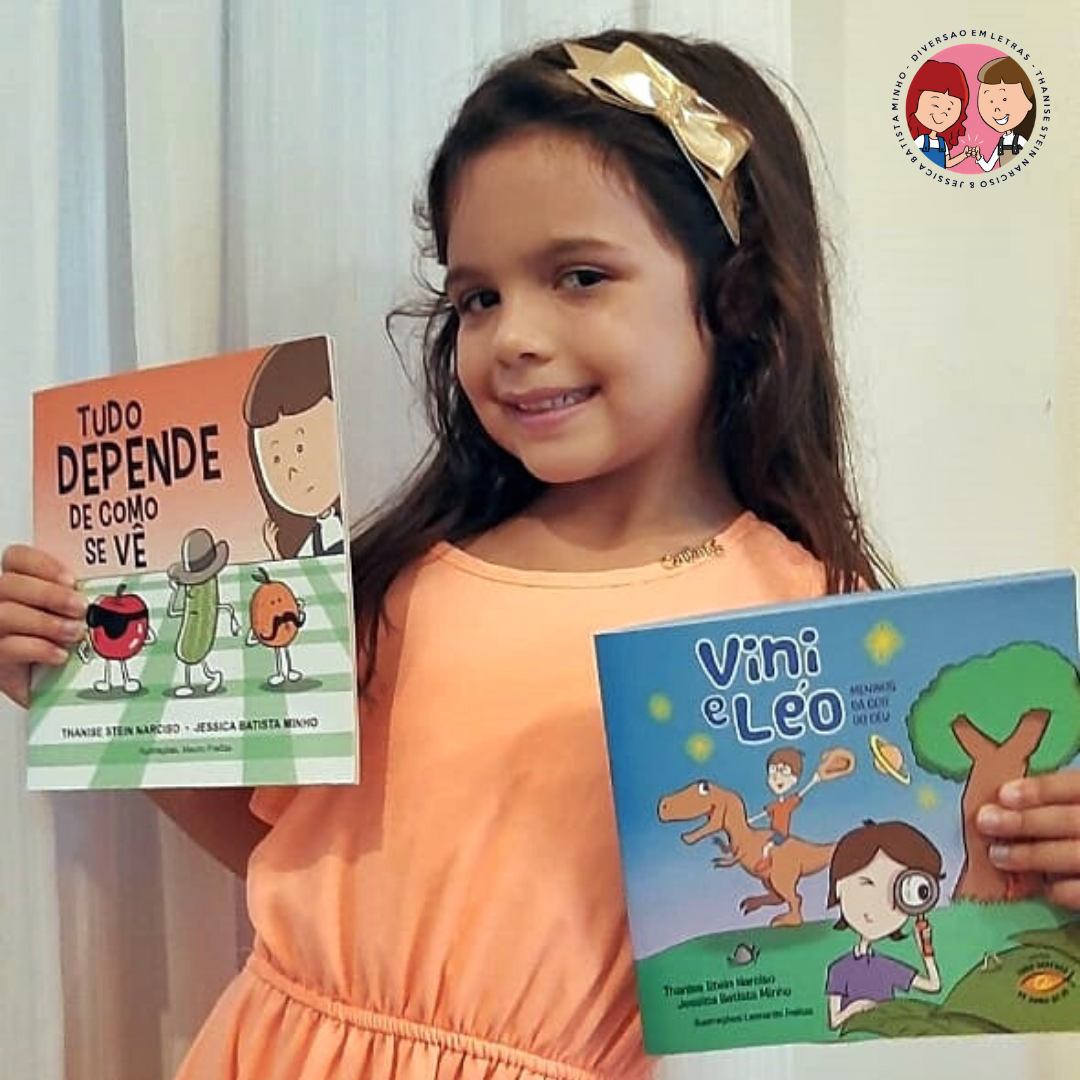 DIVERSAO EM LETRAS - THANISE STEIN NARCISO & JESSICA BATISTA MINHO -
TUDO
DEPENDE
DE COMO
SE VÊ
THANISE STEIN NARCISO • JESSICA BATISTA MINHO
Ilustrações: Mauro Freitas
Vini
e Léo
MENINOS
DA COR
DO CÉU
Thanise Stein Narciso
Jessica Batista Minho
Ilustrações Leonardo Freitas